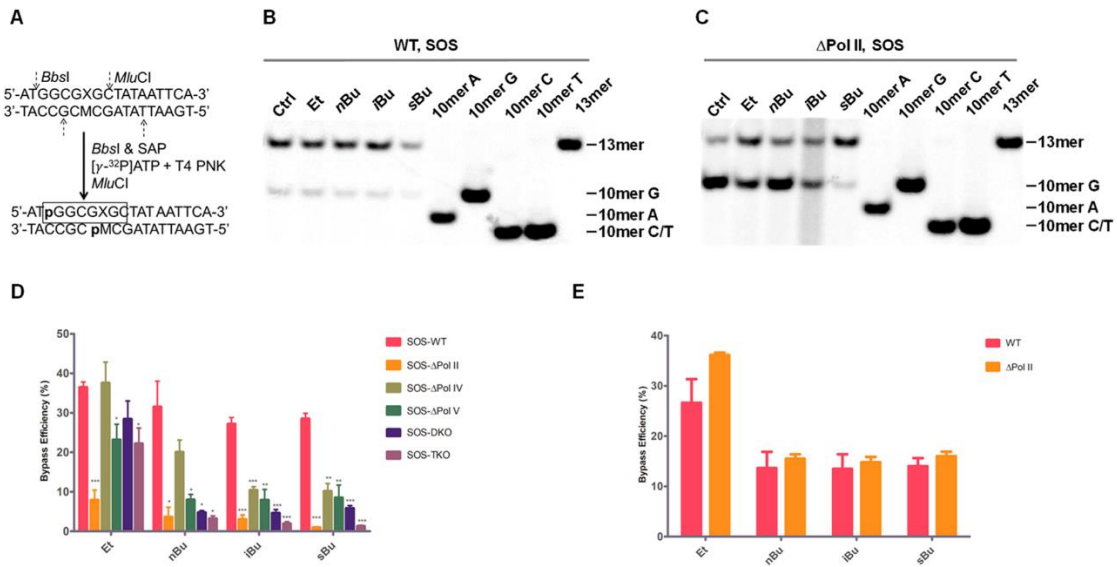 A
BbsI MluCI
5'-ATGGCGXGCTATAATTCA-3'
3'-TACCGCMCGATATTAAGT-5'
BbsI & SAP
[γ-³²P]ATP + T4 PNK
MluCI
5'-ATpGGCGXGCTAT AATTCA-3'
3'-TACCGC pMCGATATTAAGT-5'
B
WT, SOS
Ctrl Et nBu iBu sBu 10mer A 10mer G 10mer C 10mer T 13mer
13mer
10mer G
10mer A
10mer C/T
C
ΔPol II, SOS
Ctrl Et nBu iBu sBu 10mer A 10mer G 10mer C 10mer T 13mer
13mer
10mer G
10mer A
10mer C/T
D
Bypass Efficiency (%)
50
40
30
20
10
0
*** * * * * * * *** *** ** *** *** *** ** ** *** ***
Et nBu iBu sBu
SOS-WT
SOS-ΔPol II
SOS-ΔPol IV
SOS-ΔPol V
SOS-DKO
SOS-TKO
E
Bypass Efficiency (%)
40
30
20
10
0
Et nBu iBu sBu
WT
ΔPol II